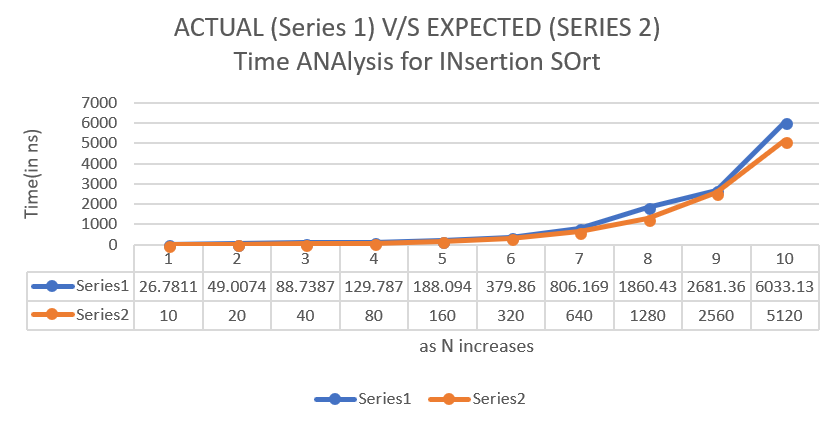 ACTUAL (Series 1) V/S EXPECTED (SERIES 2)
Time ANAlysis for INsertion SOrt
Time(in ns)
7000
6000
5000
4000
3000
2000
1000
0
1 2 3 4 5 6 7 8 9 10
Series1 26.7811 49.0074 88.7387 129.787 188.094 379.86 806.169 1860.43 2681.36 6033.13
Series2 10 20 40 80 160 320 640 1280 2560 5120
as N increases
Series1 Series2